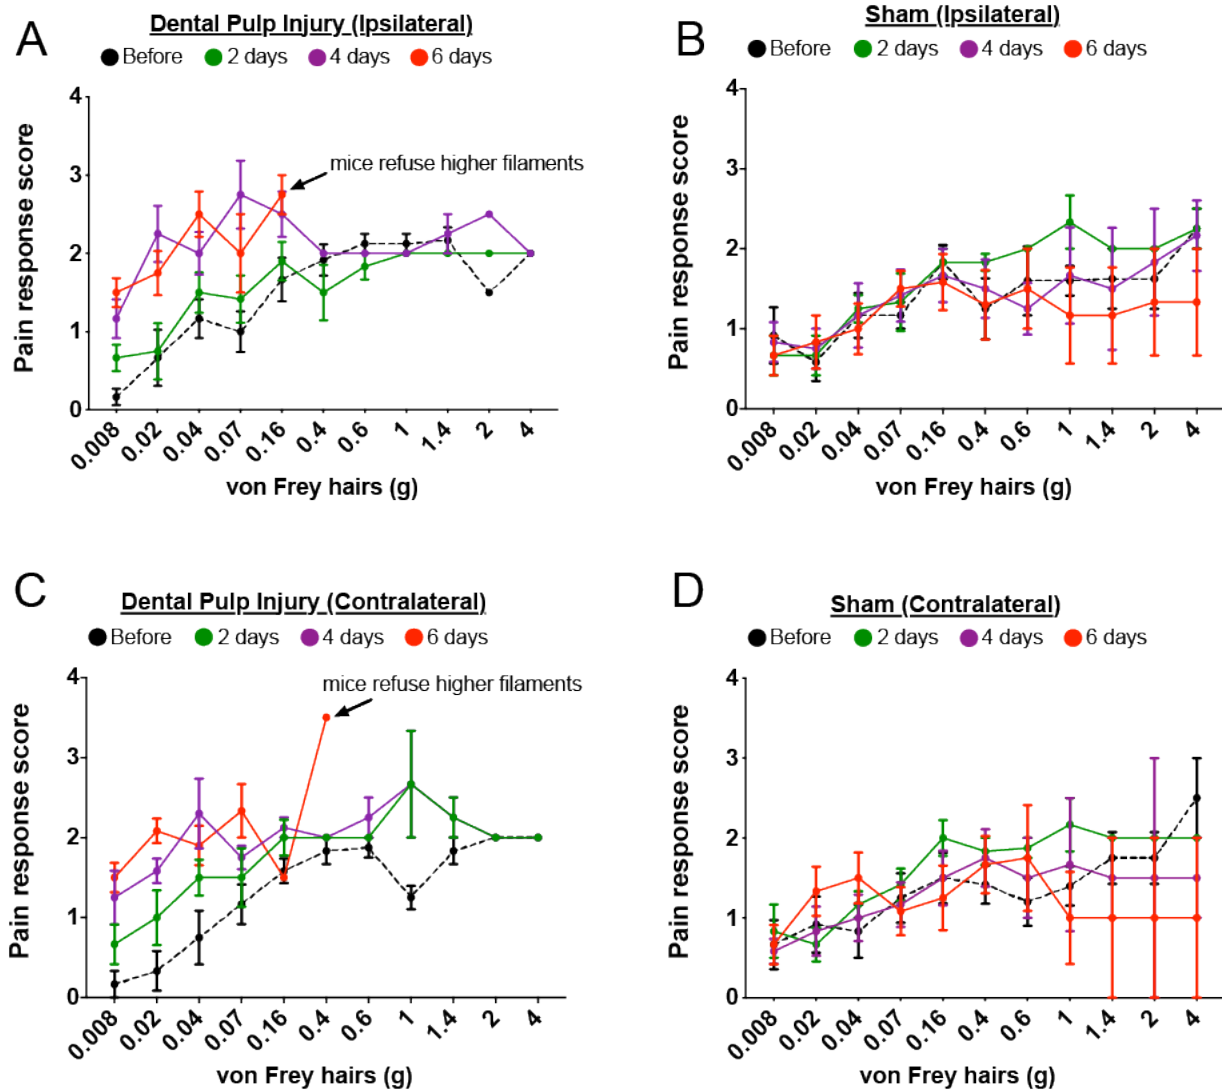 A
Dental Pulp Injury (Ipsilateral)
Before 2 days 4 days 6 days
mice refuse higher filaments
Pain response score
4
3
2
1
0
0.008 0.02 0.04 0.07 0.16 0.4 0.6 1 1.4 2 4
von Frey hairs (g)
B
Sham (Ipsilateral)
Before 2 days 4 days 6 days
Pain response score
4
3
2
1
0
0.008 0.02 0.04 0.07 0.16 0.4 0.6 1 1.4 2 4
von Frey hairs (g)
C
Dental Pulp Injury (Contralateral)
Before 2 days 4 days 6 days
mice refuse higher filaments
Pain response score
4
3
2
1
0
0.008 0.02 0.04 0.07 0.16 0.4 0.6 1 1.4 2 4
von Frey hairs (g)
D
Sham (Contralateral)
Before 2 days 4 days 6 days
Pain response score
4
3
2
1
0
0.008 0.02 0.04 0.07 0.16 0.4 0.6 1 1.4 2 4
von Frey hairs (g)